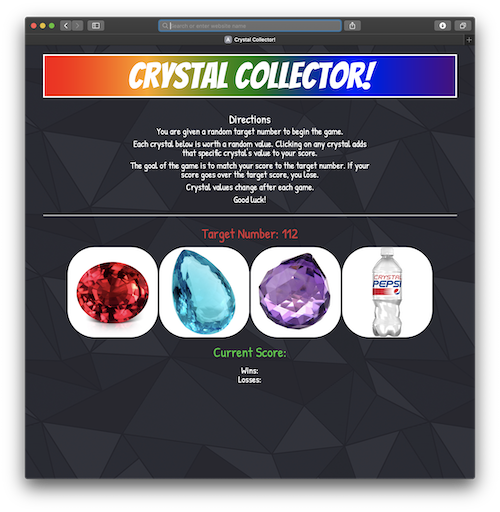 Search or enter website name
Crystal Collector!
CRYSTAL COLLECTOR!
Directions
You are given a random target number to begin the game.
Each crystal below is worth a random value. Clicking on any crystal adds
that specific crystal's value to your score.
The goal of the game is to match your score to the target number. If your
score goes over the target score, you lose.
Crystal values change after each game.
Good luck!
Target Number: 112
CRYSTAL
PEPSI
Current Score:
Wins:
Losses: